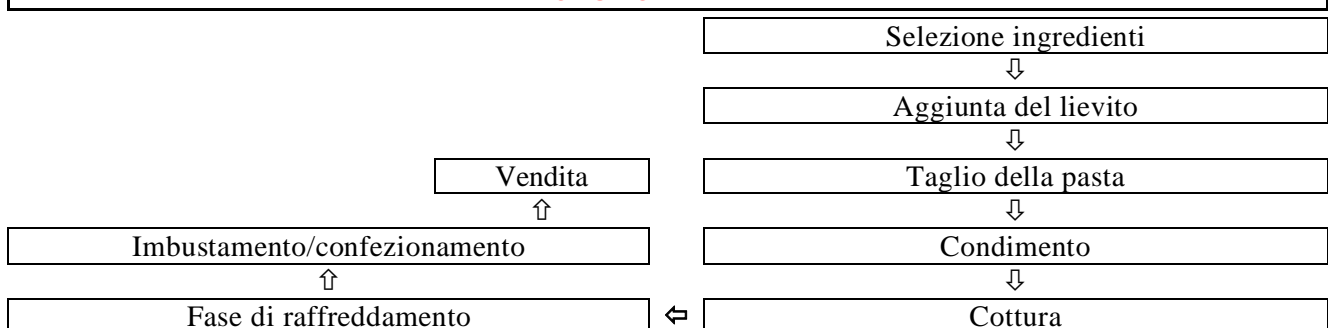 Selezione ingredienti
⇩
Aggiunta del lievito
⇩
Vendita
Taglio della pasta
⇧
⇩
Imbustamento/confezionamento
Condimento
⇧
⇩
Fase di raffreddamento
⇦
Cottura